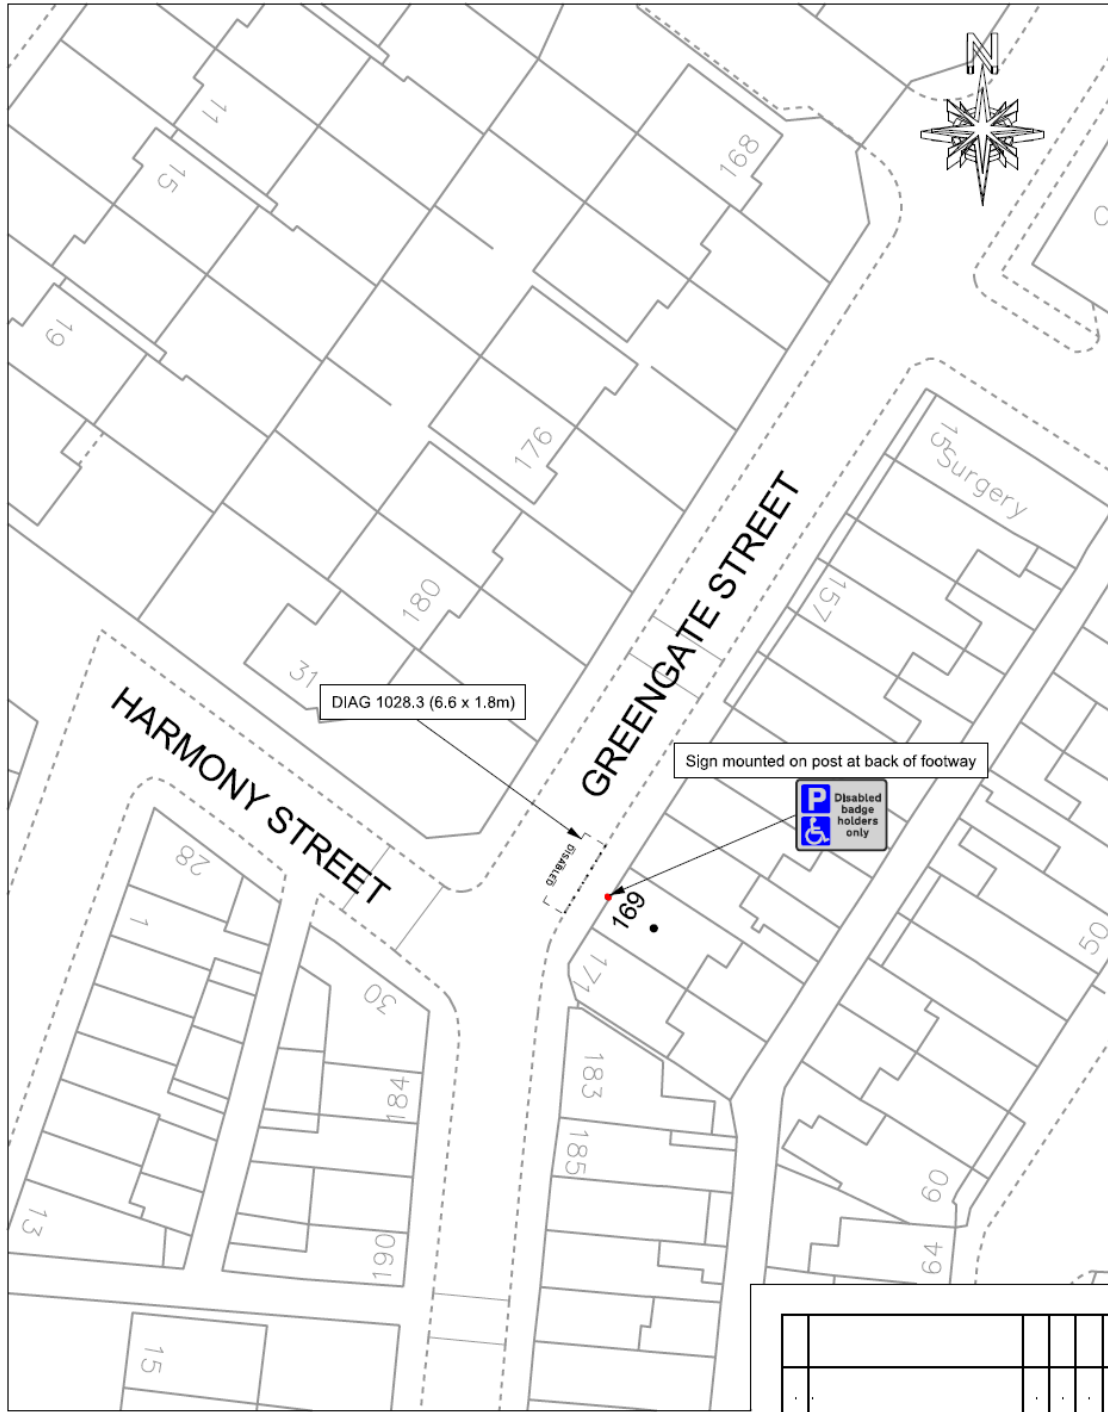 N
11
168
15
C
19
15
Surgery
176
GREENGATE STREET
157
180
31
DIAG 1028.3 (6.6 x 1.8m)
HARMONY STREET
Sign mounted on post at back of footway
P Disabled
badge
holders
only
DISABLED
28
169
1
50
171
30
183
184
185
60
13
190
64
15